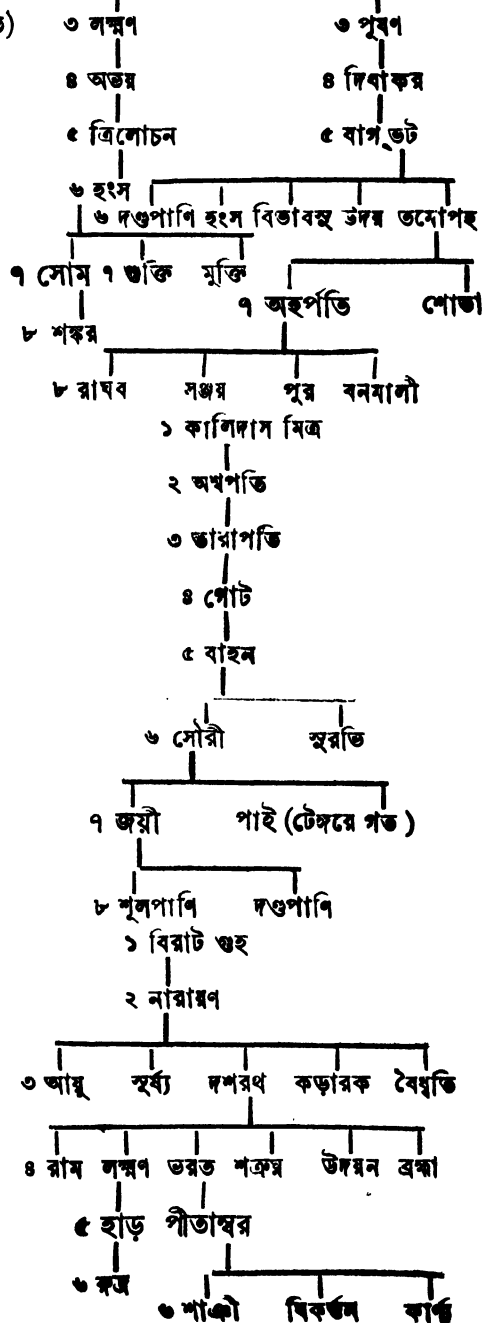 ৩ লক্ষ্মণ ৩ পূষণ
৪ অভয় ৪ দিবাকর
৫ ত্রিলোচন ৫ বাগ্ভট
৬ হংস
৬ দণ্ডপাণি হংস বিভাবসু উদয় তদ্দোপহ
৭ সোম ৭ শুক্তি মুক্তি
৭ অহর্পতি শোভা
৮ শঙ্কর
৮ রাঘব সঞ্জয় পুর বনমালী
১ কালিদাস মিত্র
২ অশ্বপতি
৩ তারাপতি
৪ গোট
৫ বাহন
৬ সৌরী সুরভি
৭ জয়ী পাই (টেঙ্গরে গত)
৮ শূলপাণি দণ্ডপাণি
১ বিরাট গুহ
২ নারায়ণ
৩ আয়ু সূর্য্য দশরথ কড়ারক বৈধৃতি
৪ রাম লক্ষ্মণ ভরত শত্রুঘ্ন উদয়ন ব্রহ্মা
৫ হাড় পীতাম্বর
৬ রুদ্র
৬ শাঞী বিকর্ত্তন